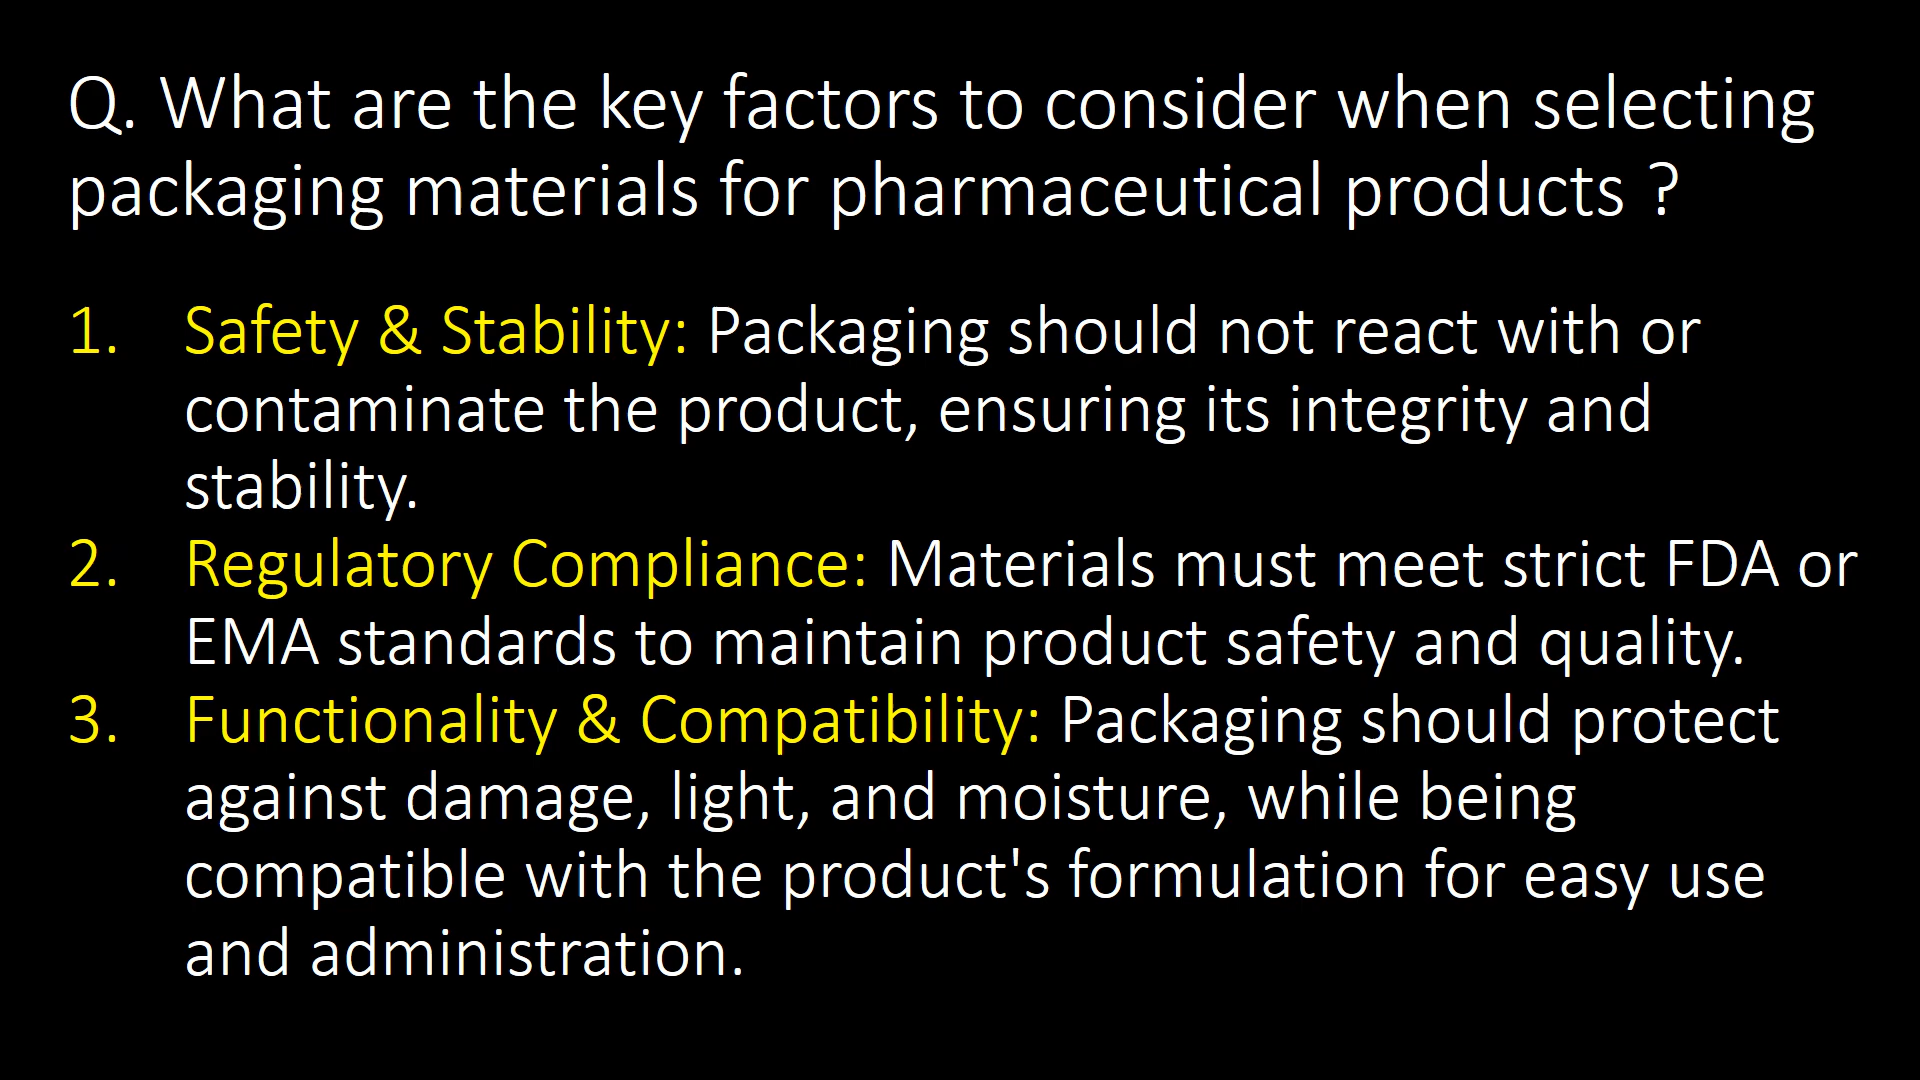 Q. What are the key factors to consider when selecting
packaging materials for pharmaceutical products ?
1. Safety & Stability: Packaging should not react with or
contaminate the product, ensuring its integrity and
stability.
2. Regulatory Compliance: Materials must meet strict FDA or
EMA standards to maintain product safety and quality.
3. Functionality & Compatibility: Packaging should protect
against damage, light, and moisture, while being
compatible with the product's formulation for easy use
and administration.